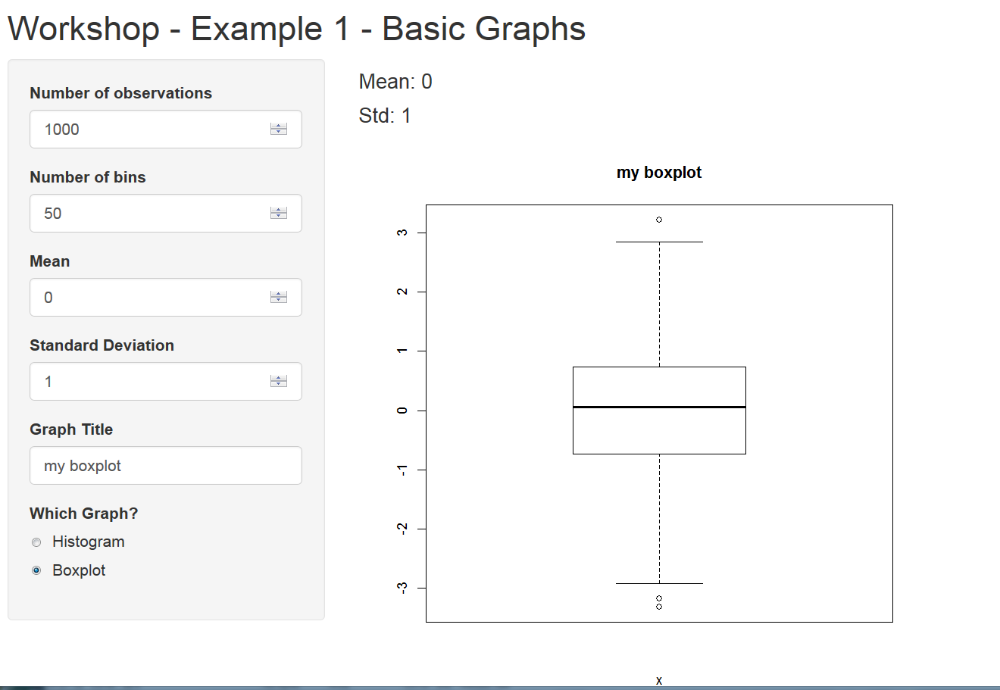 Workshop - Example 1 - Basic Graphs
Number of observations
1000
Number of bins
50
Mean
0
Standard Deviation
1
Graph Title
my boxplot
Which Graph?
Histogram
Boxplot
Mean: 0
Std: 1
my boxplot
3
2
1
0
-1
-2
-3
x